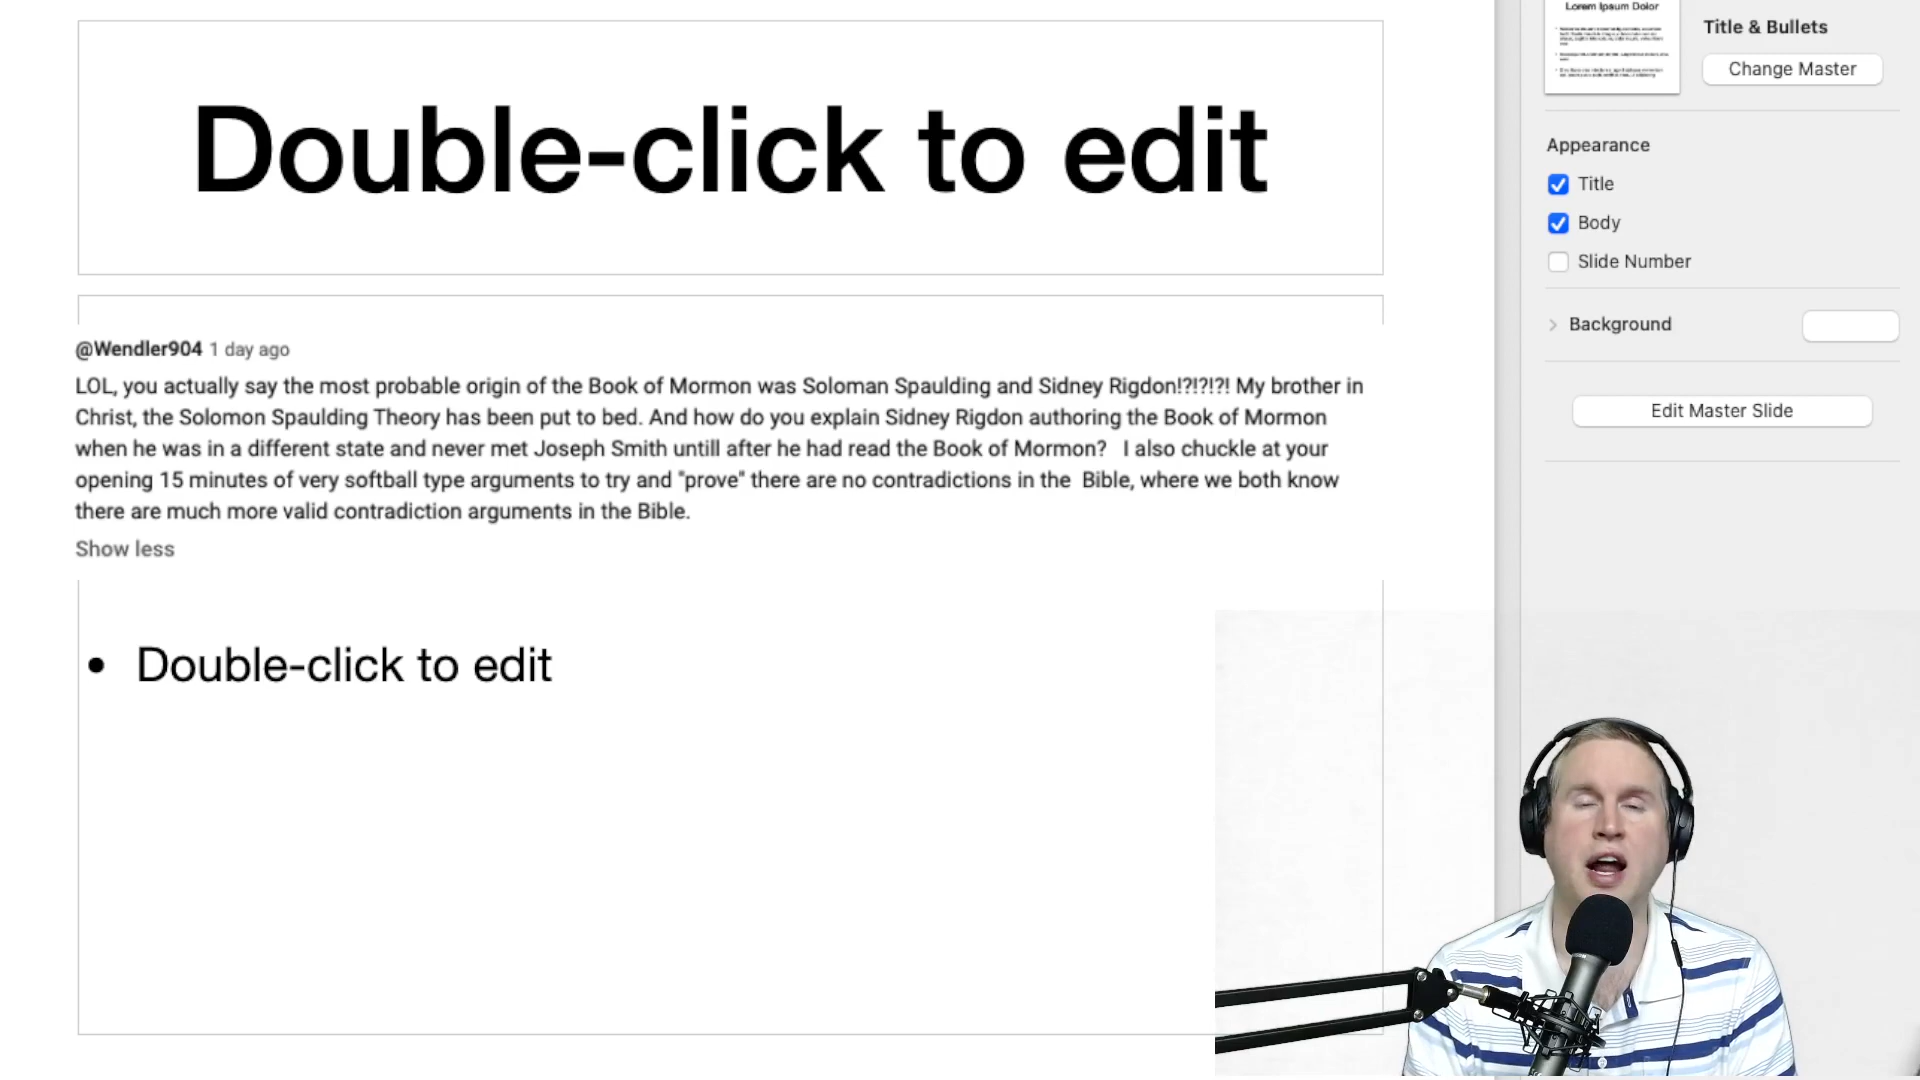 Lorem Ipsum Dolor
Title & Bullets
Change Master
Double-click to edit
Appearance
Title
Body
Slide Number
Background
Edit Master Slide
@Wendler904 1 day ago
LOL, you actually say the most probable origin of the Book of Mormon was Soloman Spaulding and Sidney Rigdon!?!?!?! My brother in
Christ, the Solomon Spaulding Theory has been put to bed. And how do you explain Sidney Rigdon authoring the Book of Mormon
when he was in a different state and never met Joseph Smith untill after he had read the Book of Mormon?   I also chuckle at your
opening 15 minutes of very softball type arguments to try and "prove" there are no contradictions in the  Bible, where we both know
there are much more valid contradiction arguments in the Bible.
Show less
• Double-click to edit